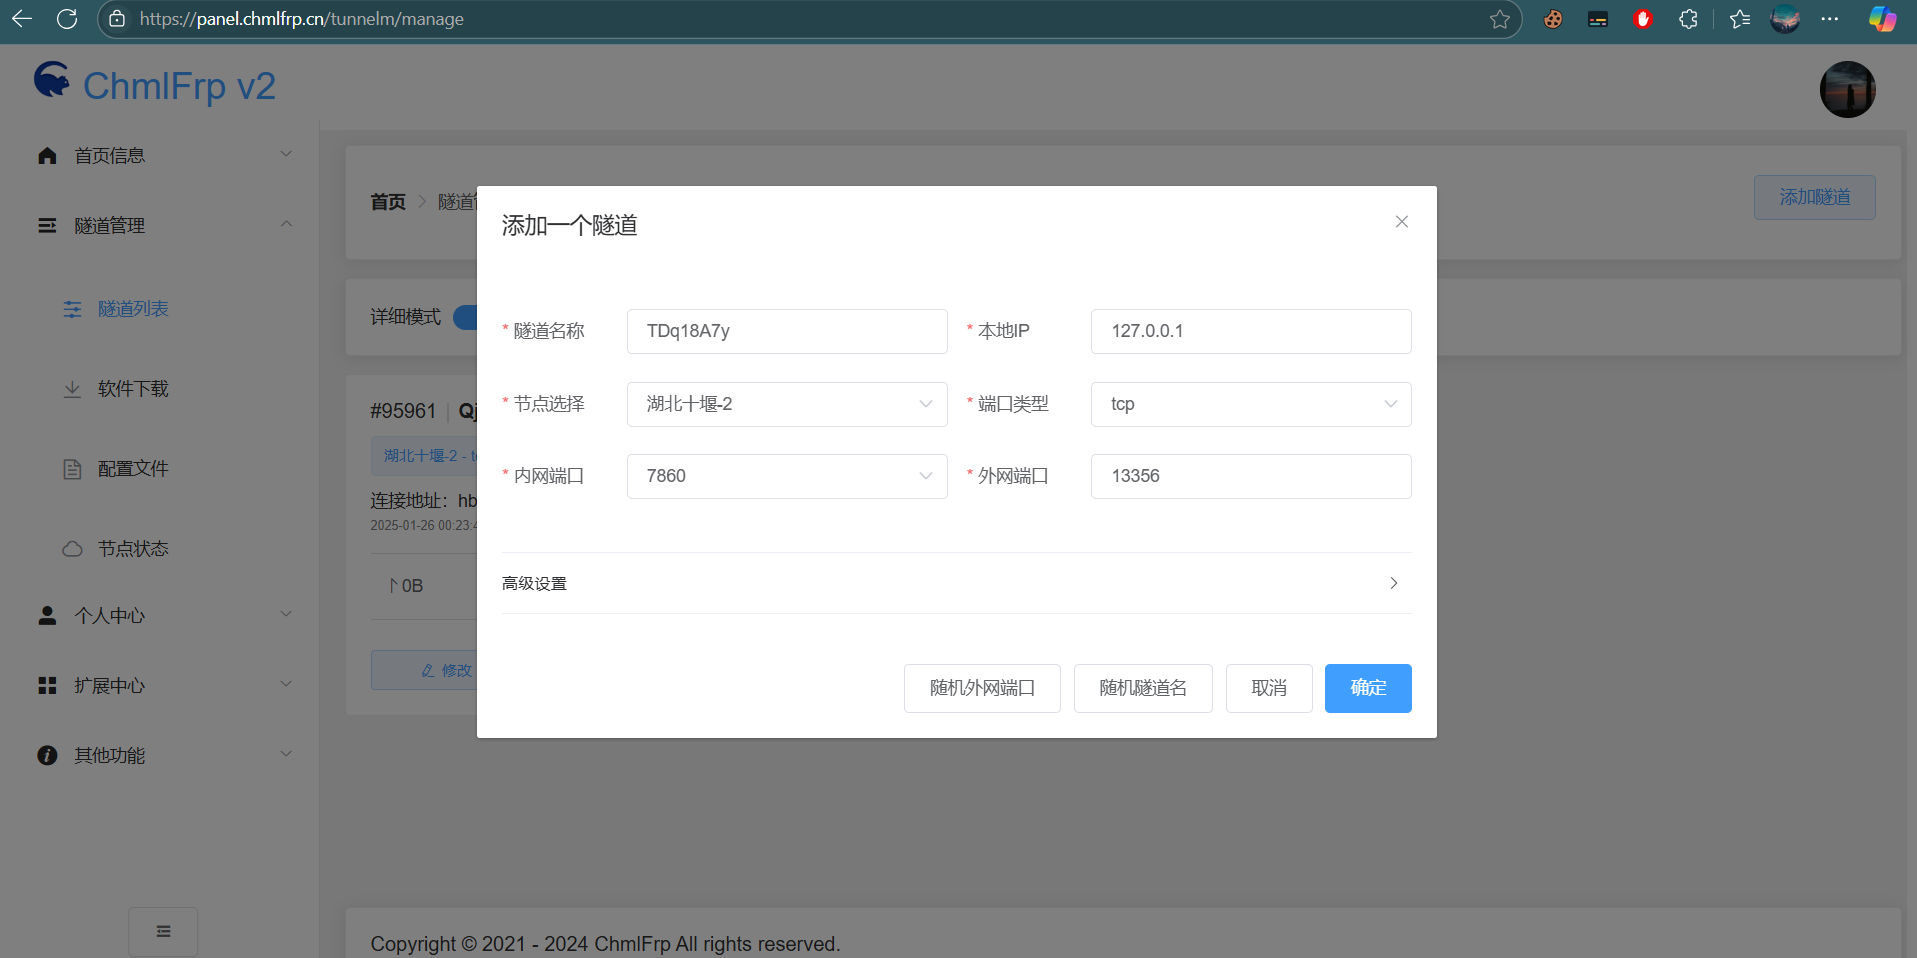 https://panel.chmlfrp.cn/tunnelm/manage
ChmlFrp v2
首页信息
隧道管理
隧道列表
软件下载
配置文件
节点状态
个人中心
扩展中心
其他功能
首页
隧道
添加隧道
详细模式
#95961
湖北十堰-2 -
连接地址：hb
2025-01-26 00:23:
0B
修改
添加一个隧道
* 隧道名称 TDq18A7y * 本地IP 127.0.0.1
* 节点选择 湖北十堰-2 * 端口类型 tcp
* 内网端口 7860 * 外网端口 13356
高级设置
随机外网端口 随机隧道名 取消 确定
Copyright © 2021 - 2024 ChmlFrp All rights reserved.